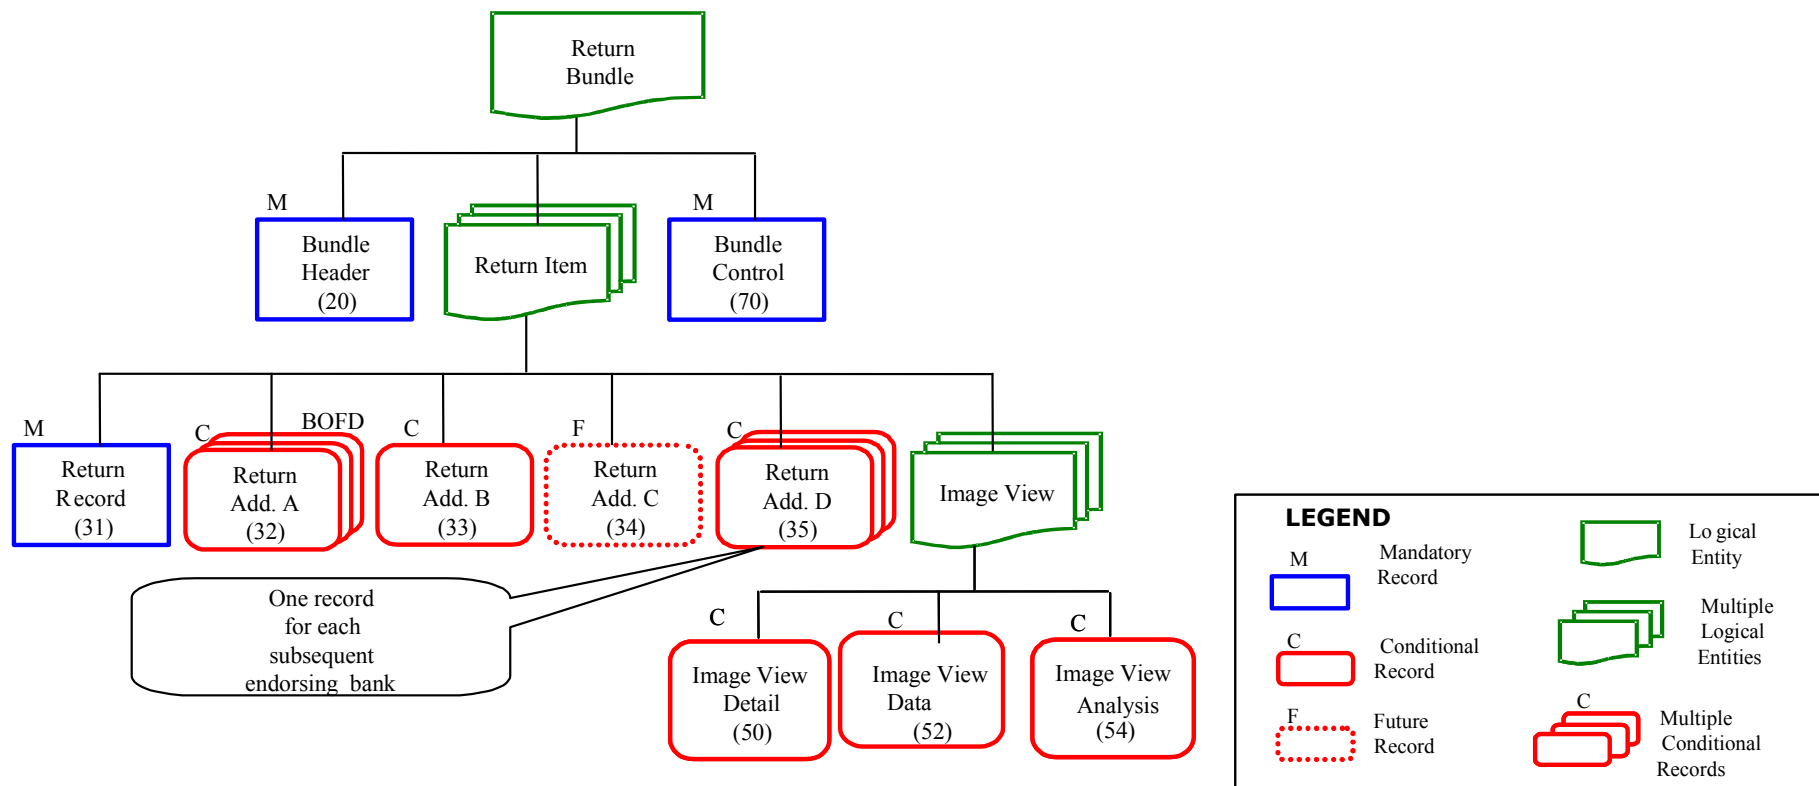 Return
Bundle
M
Bundle
Header
(20)
Return Item
M
Bundle
Control
(70)
M
Return
Record
(31)
C
BOFD
Return
Add. A
(32)
C
Return
Add. B
(33)
F
Return
Add. C
(34)
C
Return
Add. D
(35)
Image View
One record
for each
subsequent
endorsing bank
C
Image View
Detail
(50)
C
Image View
Data
(52)
C
Image View
Analysis
(54)
LEGEND
M
Mandatory
Record
C
Conditional
Record
F
Future
Record
Lo gical
Entity
Multiple
Logical
Entities
C
Multiple
Conditional
Records